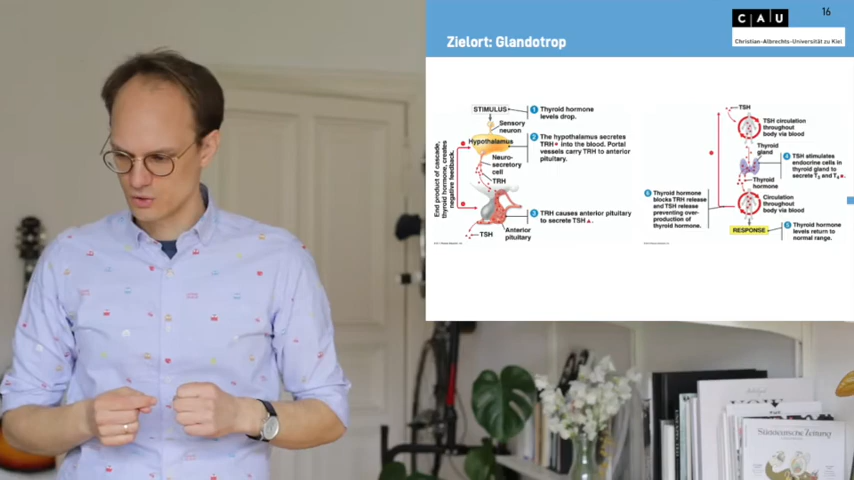 16
CAU
Christian-Albrechts-Universität zu Kiel
Zielort: Glandotrop
STIMULUS
1 Thyroid hormone
levels drop.
Sensory
neuron
Hypothalamus
2 The hypothalamus secretes
TRH into the blood. Portal
vessels carry TRH to anterior
pituitary.
Neuro-
secretory
cell
TRH
End product of cascade,
thyroid hormone, creates
negative feedback.
3 TRH causes anterior pituitary
to secrete TSH
TSH
Anterior
pituitary
TSH
TSH circulation
throughout
body via blood
Thyroid
gland
4 TSH stimulates
endocrine cells in
thyroid gland to
secrete T3 and T4
Thyroid
hormone
6 Thyroid hormone
blocks TRH release
and TSH release
preventing over-
production of
thyroid hormone.
Circulation
throughout
body via blood
RESPONSE
5 Thyroid hormone
levels return to
normal range.
Süddeutsche Zeitung